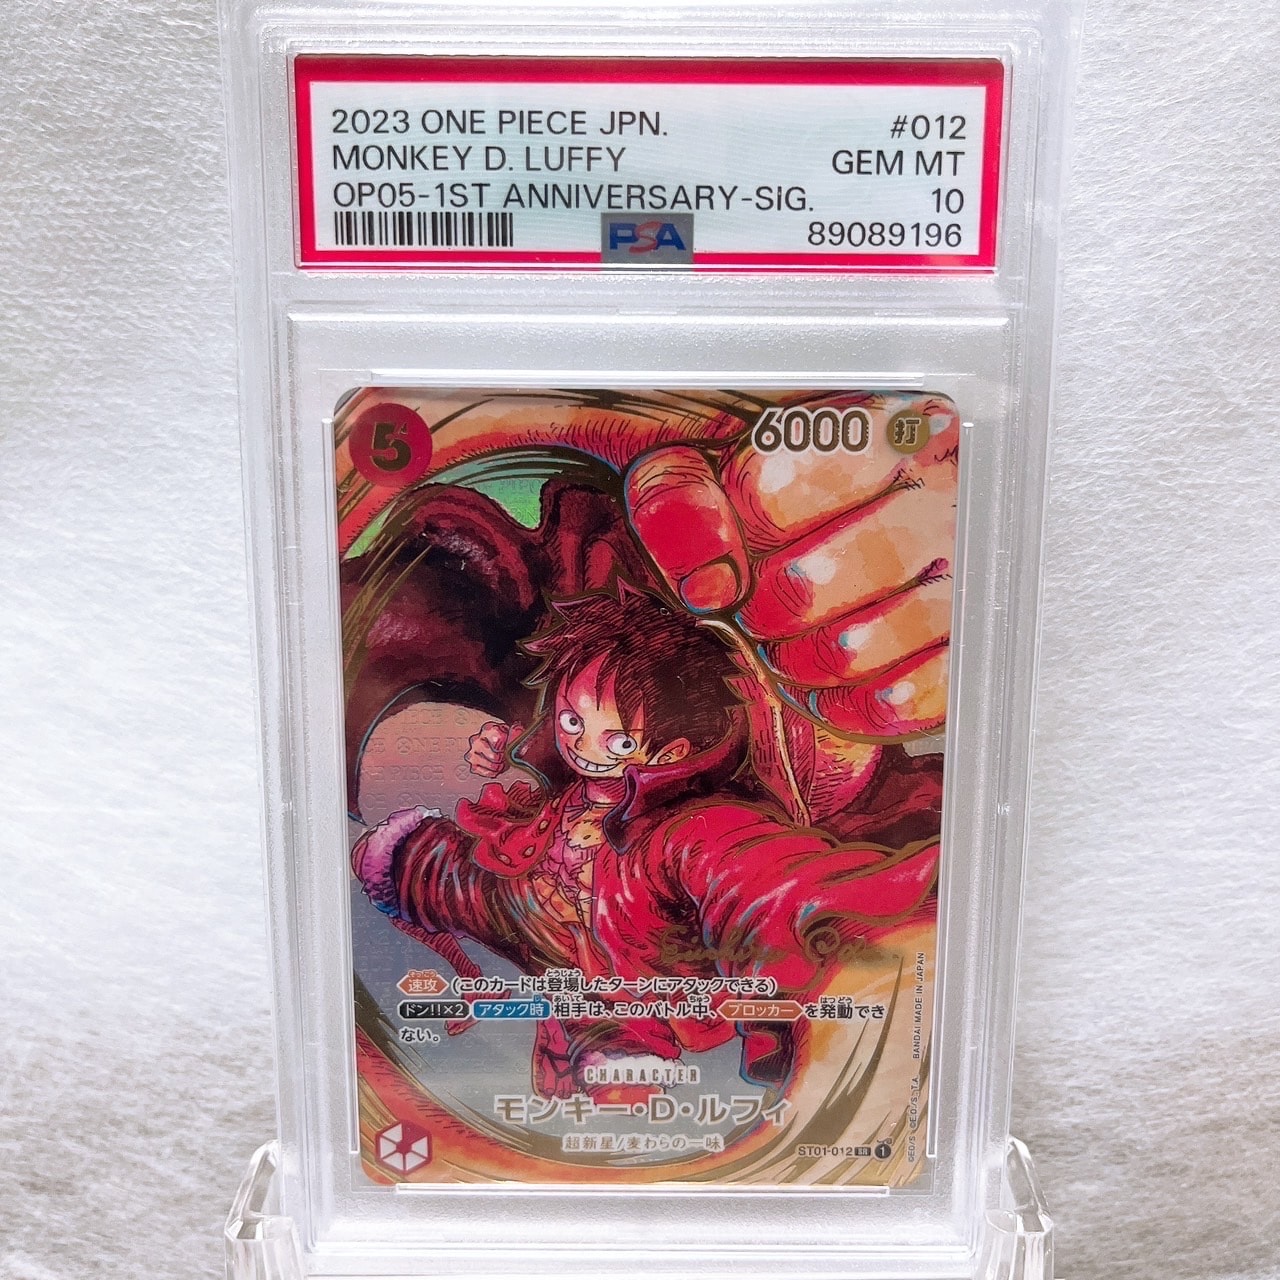 2023 ONE PIECE JPN. #012
MONKEY D. LUFFY GEM MT
OP05-1ST ANNIVERSARY-SIG. 10
PSA 89089196
5
6000 打
ONE PIECE
速攻 (このカードは登場したターンにアタックできる)
ドン!!×2 アタック時 相手は、このバトル中、ブロッカー を発動でき
ない。
CHARACTER
モンキー・D・ルフィ
超新星/麦わらの一味
ST01-012 1
BANDAI MADE IN JAPAN